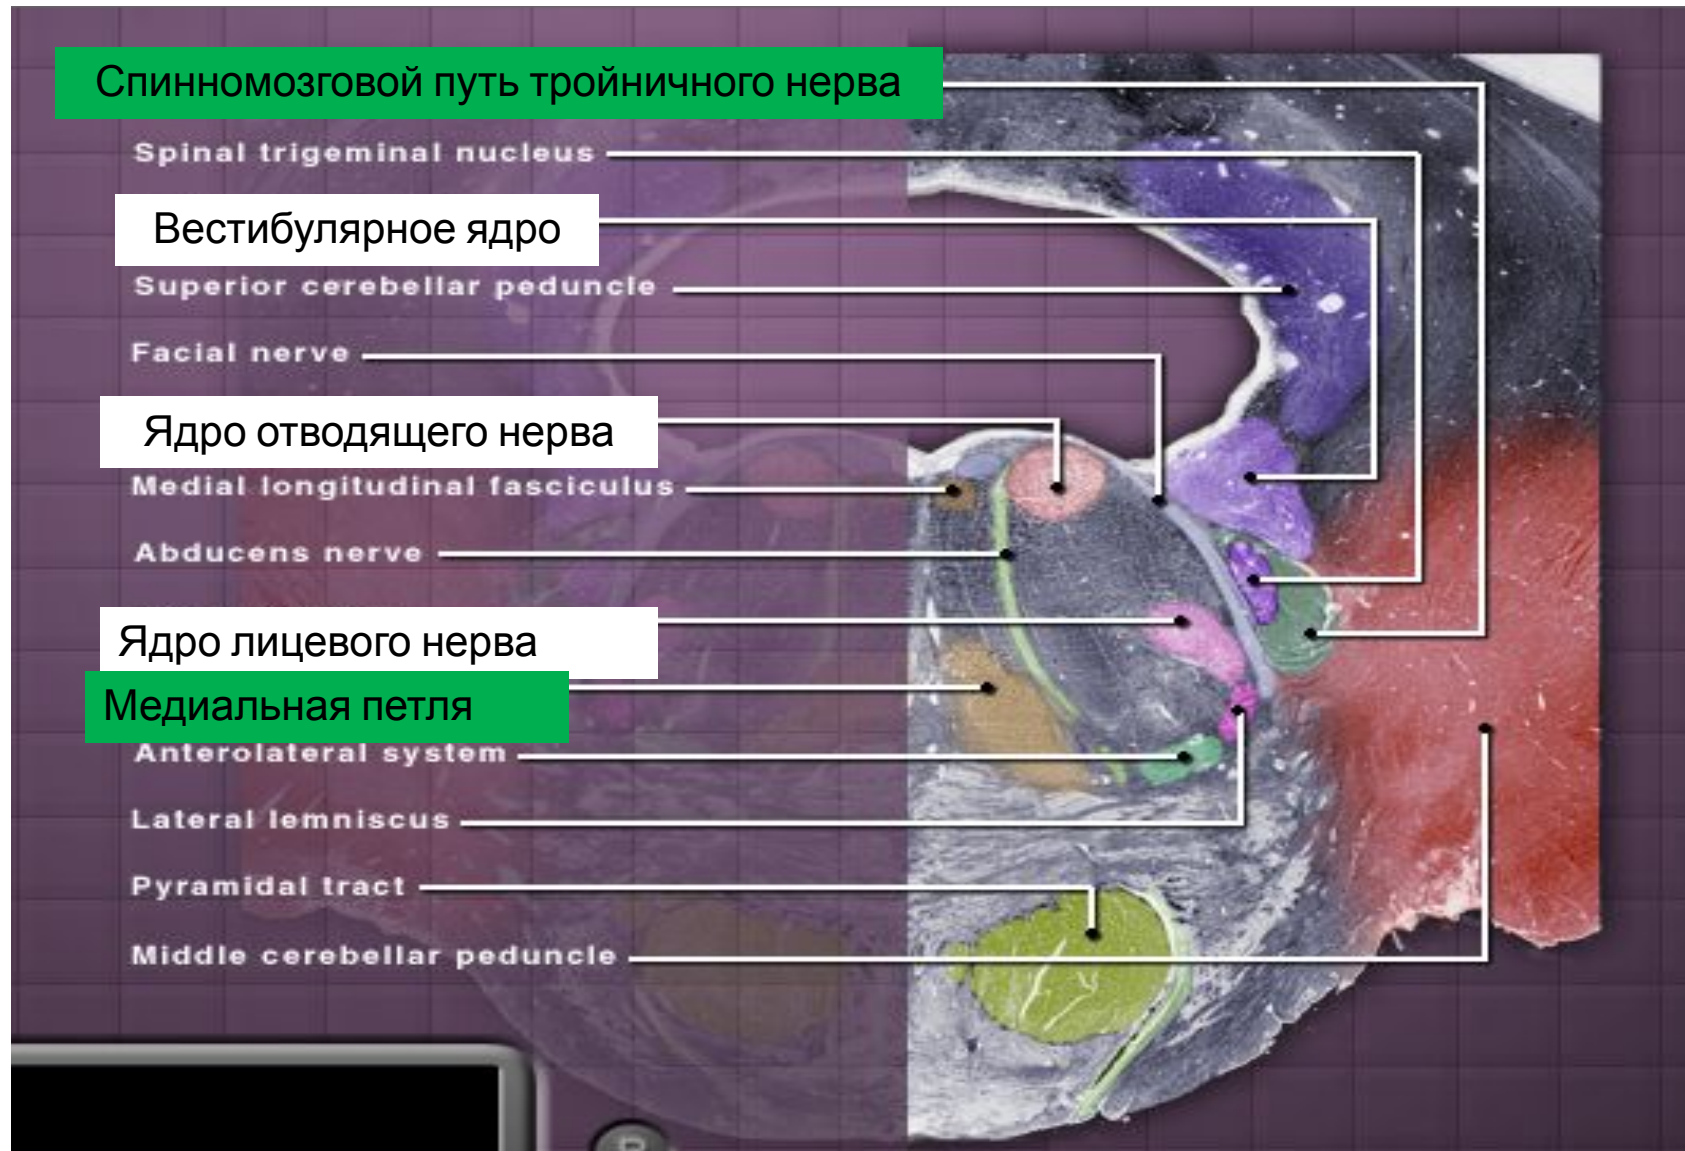 Спинномозговой путь тройничного нерва
Spinal trigeminal nucleus
Вестибулярное ядро
Superior cerebellar peduncle
Facial nerve
Ядро отводящего нерва
Medial longitudinal fasciculus
Abducens nerve
Ядро лицевого нерва
Медиальная петля
Anterolateral system
Lateral lemniscus
Pyramidal tract
Middle cerebellar peduncle